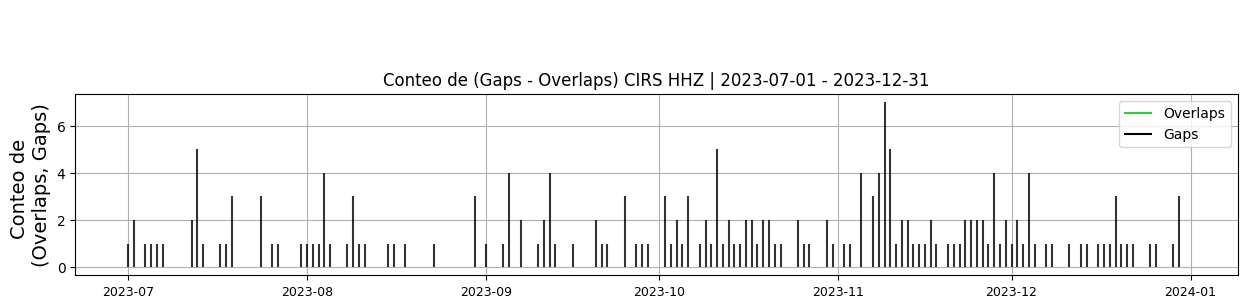 Conteo de (Gaps - Overlaps) CIRS HHZ | 2023-07-01 - 2023-12-31
Conteo de
(Overlaps, Gaps)
6
4
2
0
Overlaps
Gaps
2023-07
2023-08
2023-09
2023-10
2023-11
2023-12
2024-01